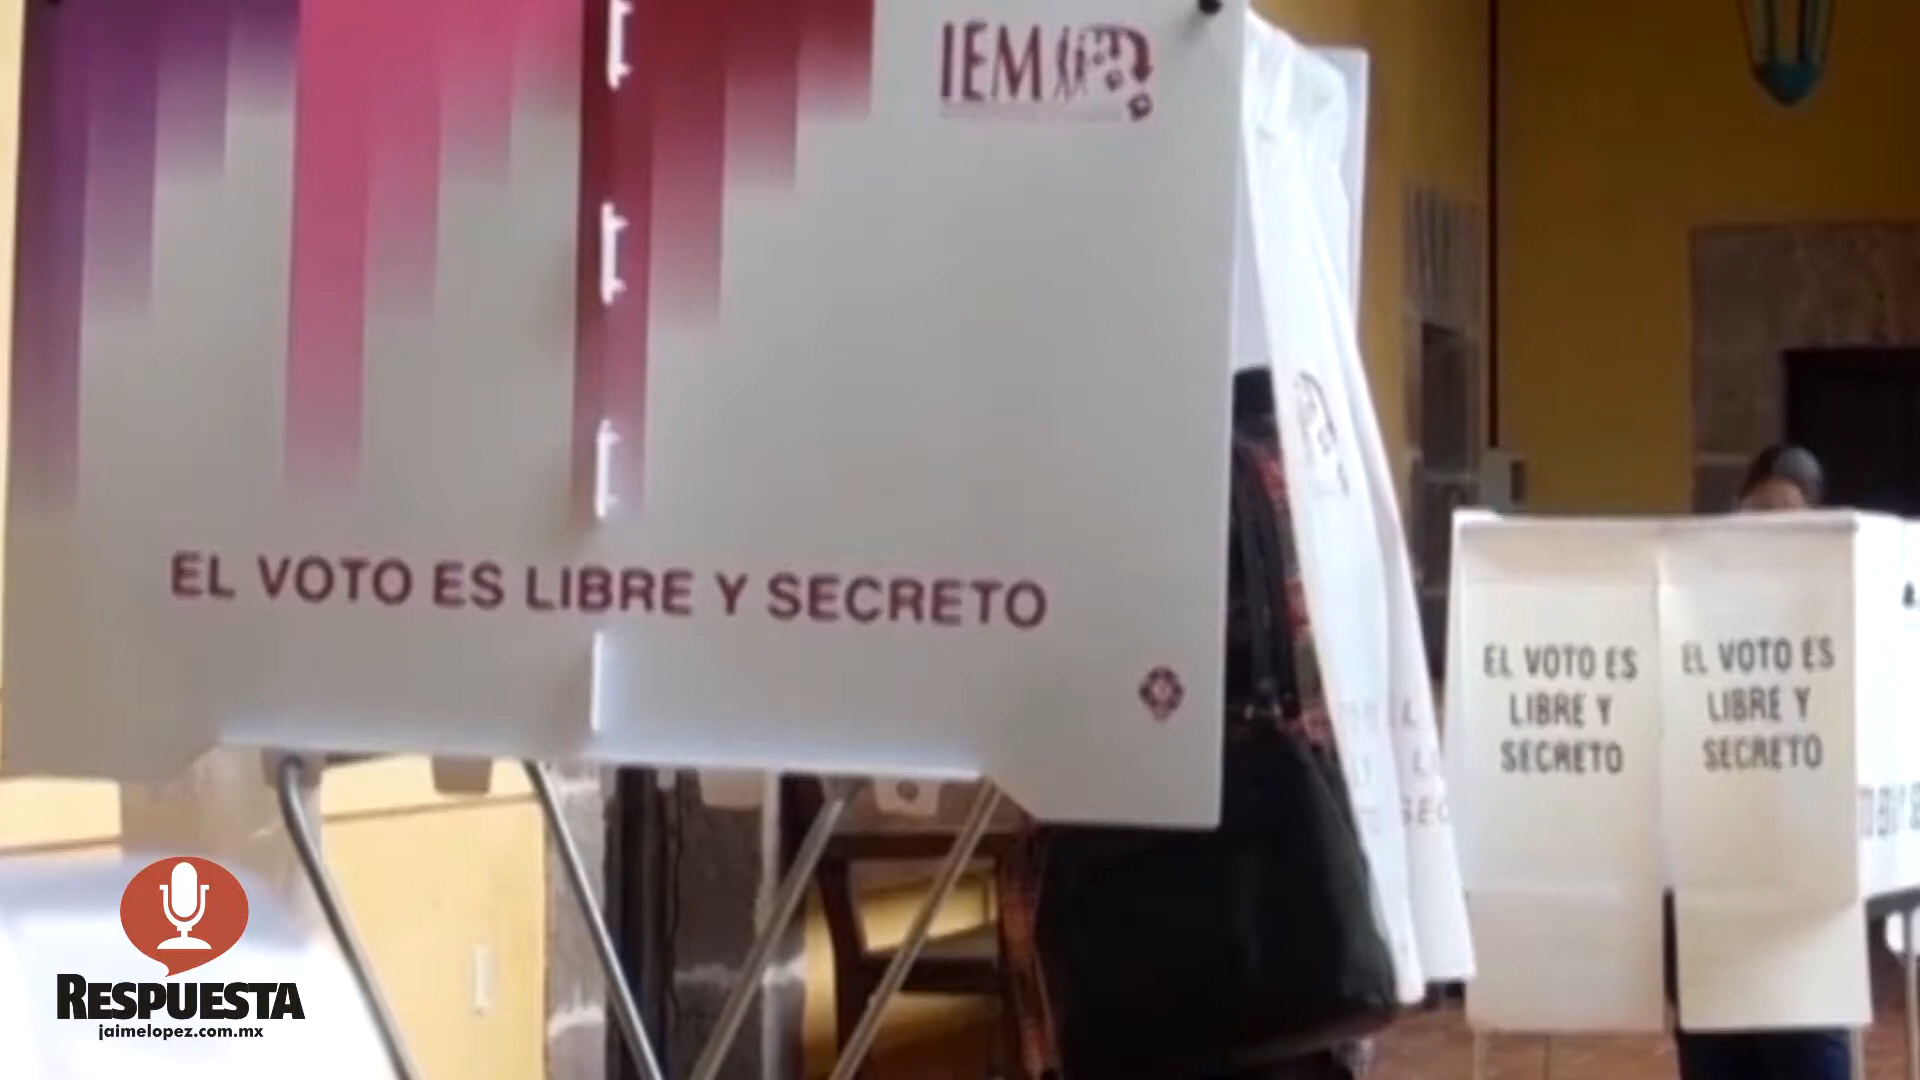 IEM
EL VOTO ES LIBRE Y SECRETO
EL VOTO ES
LIBRE Y
SECRETO
EL VOTO ES
LIBRE Y
SECRETO
RESPUESTA
jaimelopez.com.mx